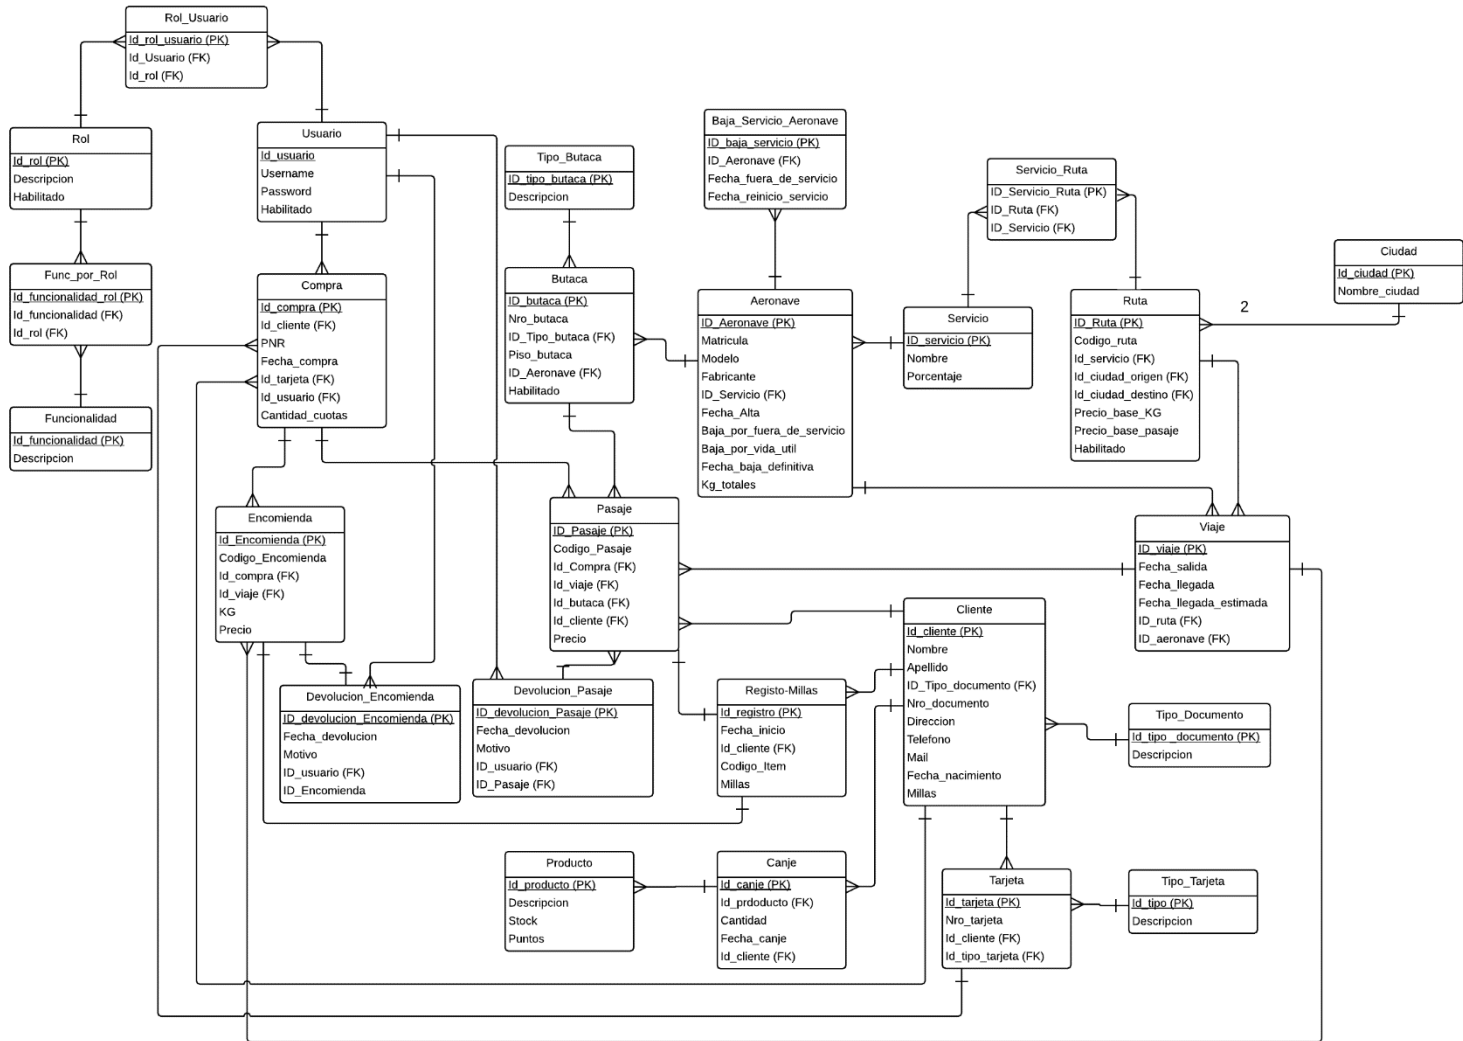 Rol_Usuario
Id_rol_usuario (PK)
Id_Usuario (FK)
Id_rol (FK)
Rol
Id_rol (PK)
Descripcion
Habilitado
Usuario
Id_usuario
Username
Password
Habilitado
Tipo_Butaca
ID_tipo_butaca (PK)
Descripcion
Baja_Servicio_Aeronave
ID_baja_servicio (PK)
ID_Aeronave (FK)
Fecha_fuera_de_servicio
Fecha_reinicio_servicio
Servicio_Ruta
ID_Servicio_Ruta (PK)
ID_Ruta (FK)
ID_Servicio (FK)
Ciudad
Id_ciudad (PK)
Nombre_ciudad
2
Func_por_Rol
Id_funcionalidad_rol (PK)
Id_funcionalidad (FK)
Id_rol (FK)
Compra
Id_compra (PK)
Id_cliente (FK)
PNR
Fecha_compra
Id_tarjeta (FK)
Id_usuario (FK)
Cantidad_cuotas
Butaca
ID_butaca (PK)
Nro_butaca
ID_Tipo_butaca (FK)
Piso_butaca
ID_Aeronave (FK)
Habilitado
Aeronave
ID_Aeronave (PK)
Matricula
Modelo
Fabricante
ID_Servicio (FK)
Fecha_Alta
Baja_por_fuera_de_servicio
Baja_por_vida_util
Fecha_baja_definitiva
Kg_totales
Servicio
ID_servicio (PK)
Nombre
Porcentaje
Ruta
ID_Ruta (PK)
Codigo_ruta
Id_servicio (FK)
Id_ciudad_origen (FK)
Id_ciudad_destino (FK)
Precio_base_KG
Precio_base_pasaje
Habilitado
Funcionalidad
Id_funcionalidad (PK)
Descripcion
Encomienda
Id_Encomienda (PK)
Codigo_Encomienda
Id_compra (FK)
Id_viaje (FK)
KG
Precio
Pasaje
ID_Pasaje (PK)
Codigo_Pasaje
Id_Compra (FK)
Id_viaje (FK)
Id_butaca (FK)
Id_cliente (FK)
Precio
Viaje
ID_viaje (PK)
Fecha_salida
Fecha_llegada
Fecha_llegada_estimada
ID_ruta (FK)
ID_aeronave (FK)
Cliente
Id_cliente (PK)
Nombre
Apellido
ID_Tipo_documento (FK)
Nro_documento
Direccion
Telefono
Mail
Fecha_nacimiento
Millas
Devolucion_Encomienda
ID_devolucion_Encomienda (PK)
Fecha_devolucion
Motivo
ID_usuario (FK)
ID_Encomienda
Devolucion_Pasaje
ID_devolucion_Pasaje (PK)
Fecha_devolucion
Motivo
ID_usuario (FK)
ID_Pasaje (FK)
Registo-Millas
Id_registro (PK)
Fecha_inicio
Id_cliente (FK)
Codigo_Item
Millas
Tipo_Documento
Id_tipo_documento (PK)
Descripcion
Producto
Id_producto (PK)
Descripcion
Stock
Puntos
Canje
Id_canje (PK)
Id_prdoducto (FK)
Cantidad
Fecha_canje
Id_cliente (FK)
Tarjeta
Id_tarjeta (PK)
Nro_tarjeta
Id_cliente (FK)
Id_tipo_tarjeta (FK)
Tipo_Tarjeta
Id_tipo (PK)
Descripcion